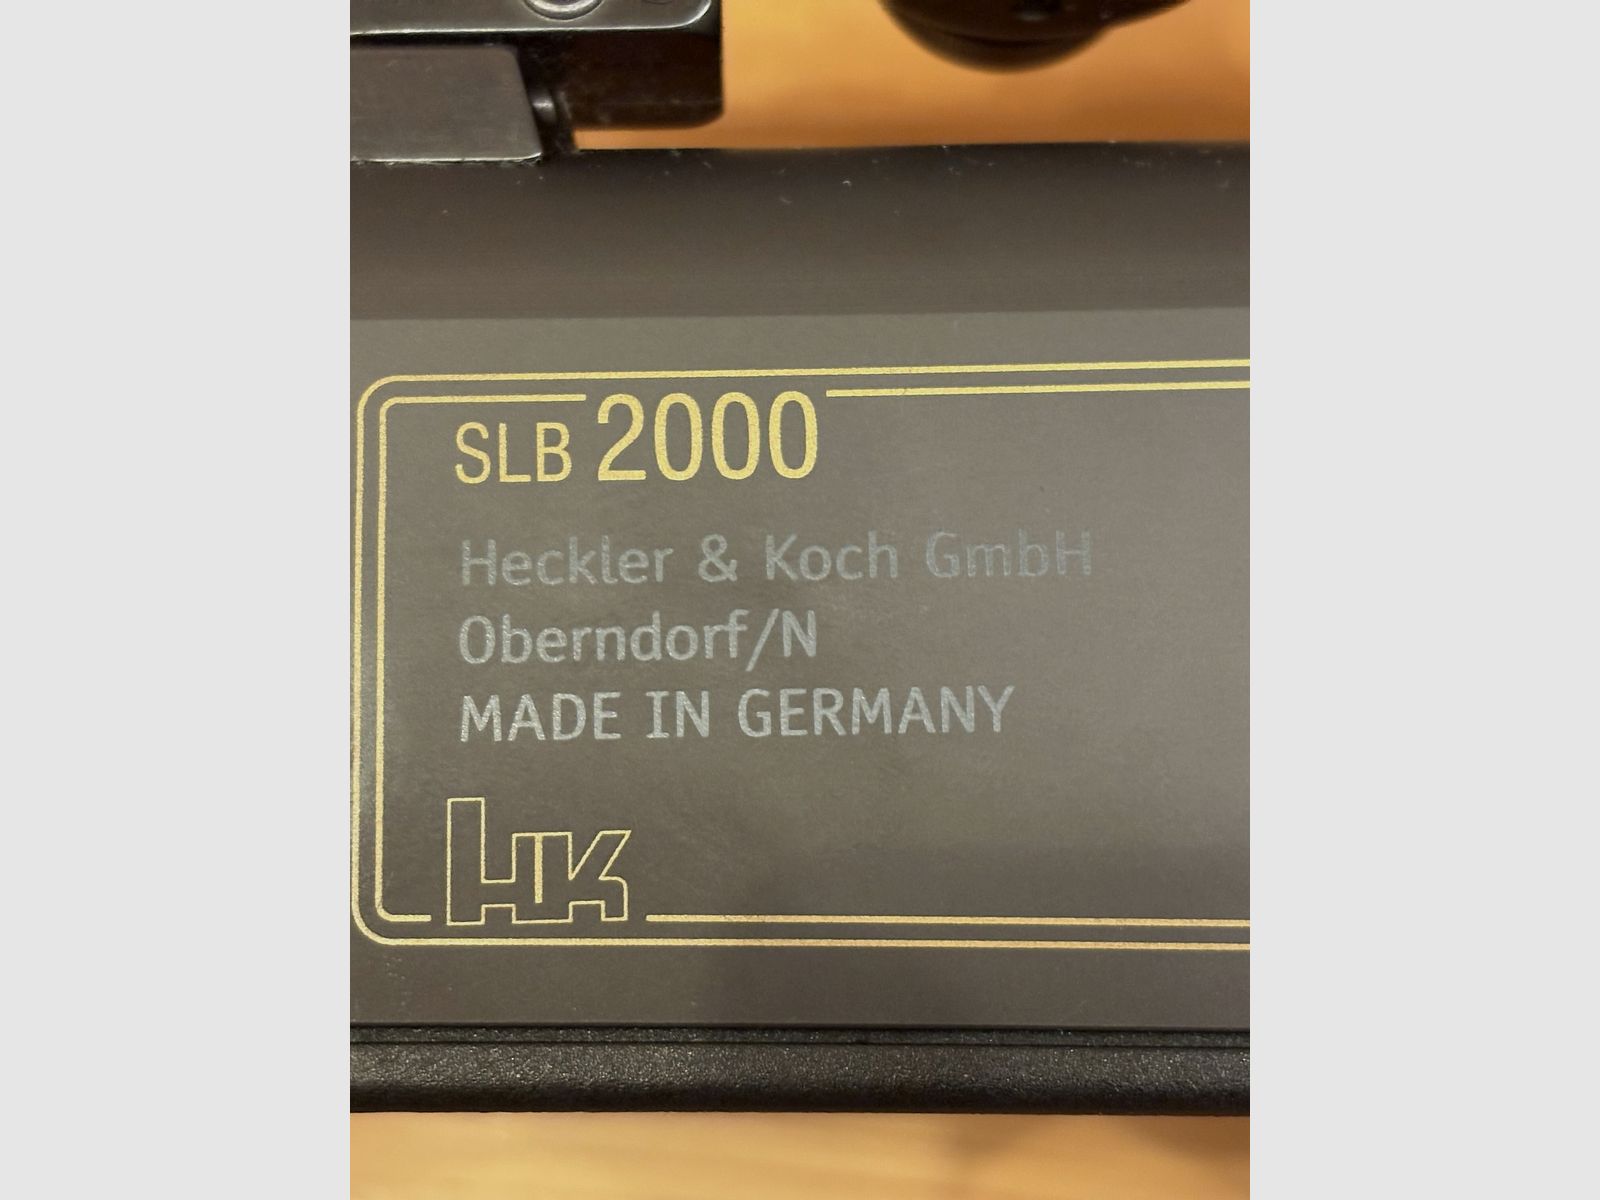 SLB 2000
Heckler & Koch GmbH
Oberndorf/N
MADE IN GERMANY
HK